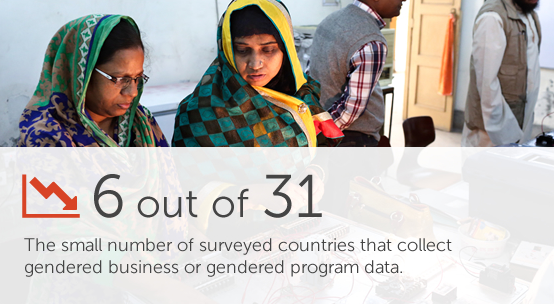 6 out of 31
The small number of surveyed countries that collect
gendered business or gendered program data.